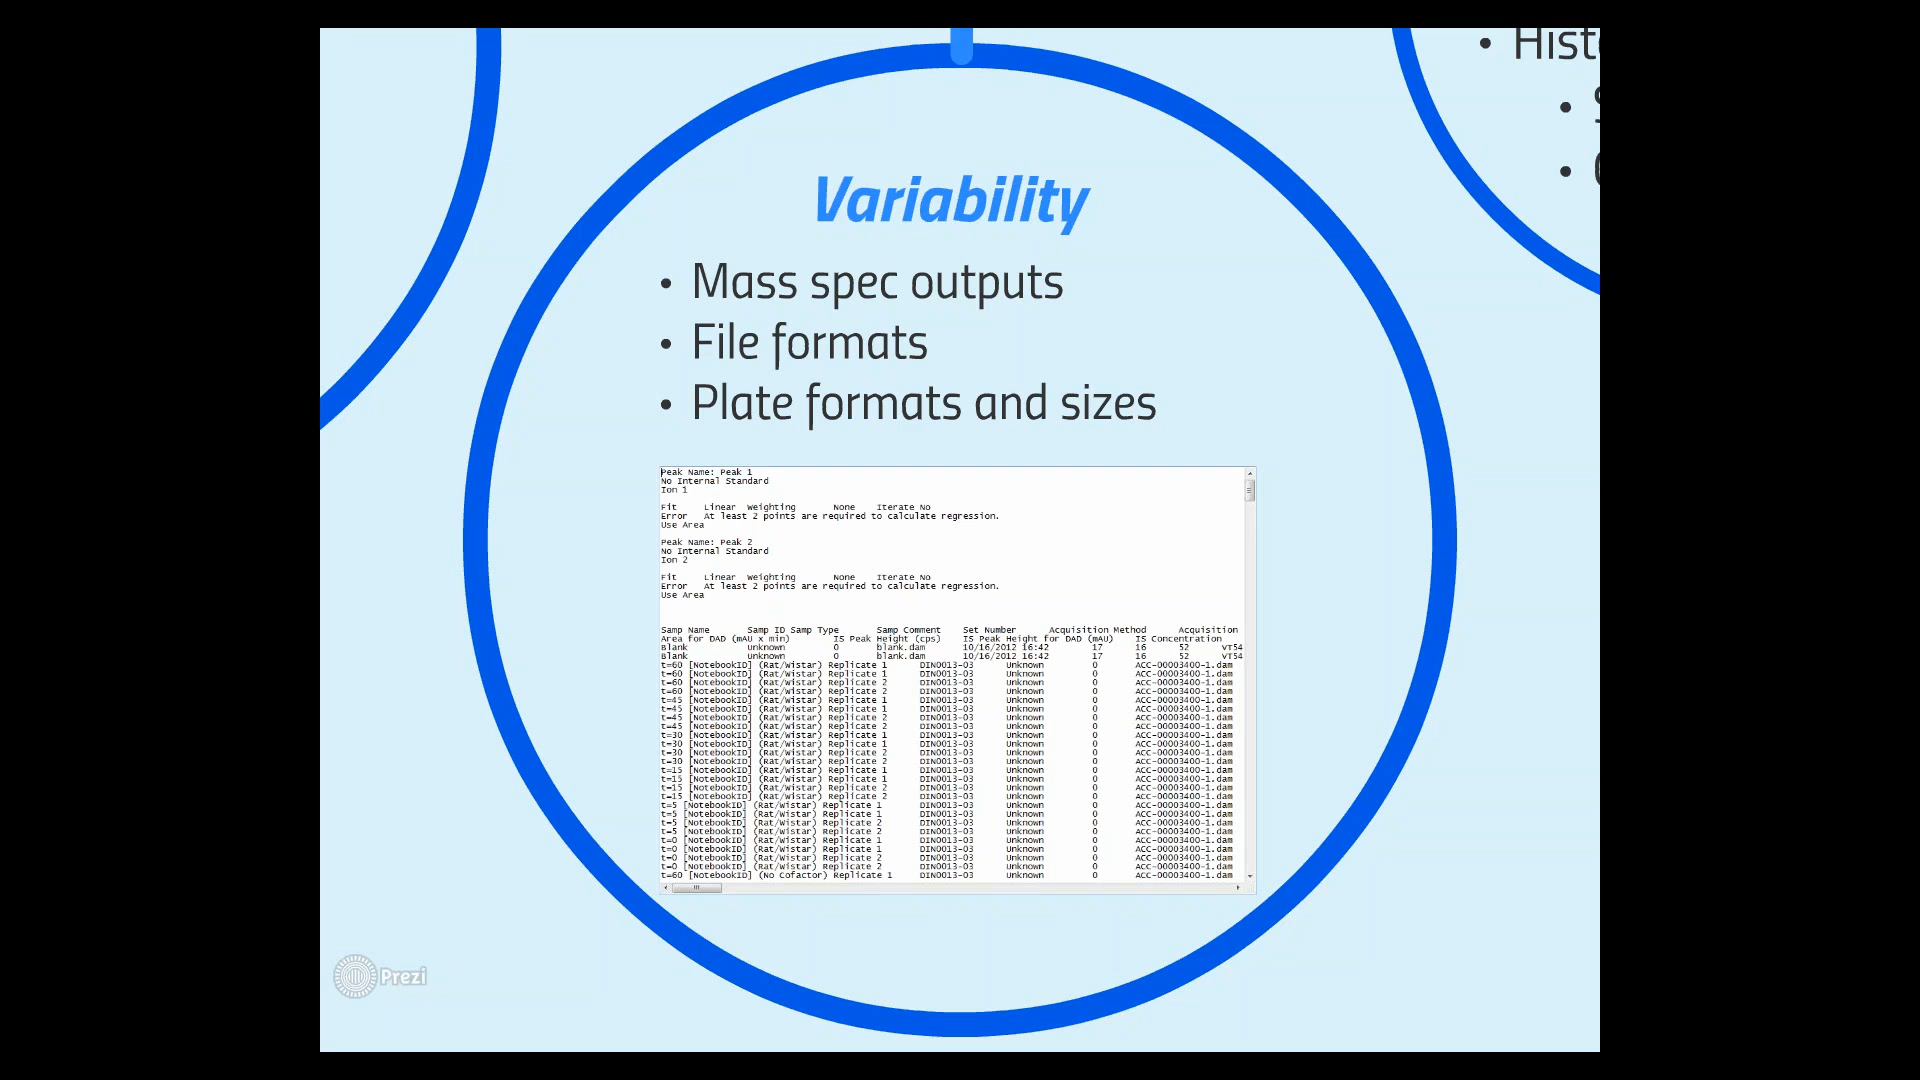 Hist
Variability
• Mass spec outputs
• File formats
• Plate formats and sizes
Peak Name: Peak 1
No Internal Standard
Ion 1
Fit Linear Weighting None Iterate No
Error At least 2 points are required to calculate regression.
Use Area
Peak Name: Peak 2
No Internal Standard
Ion 2
Fit Linear Weighting None Iterate No
Error At least 2 points are required to calculate regression.
Use Area
Samp Name Samp ID Samp Type Samp Comment Set Number Acquisition Method Acquisition
Area for DAD (mAU x min) IS Peak Height (cps) IS Peak Height for DAD (mAU) IS Concentration
Blank Unknown 0 blank.dam 10/16/2012 16:42 17 16 52 VT54
Blank Unknown 0 blank.dam 10/16/2012 16:42 17 16 52 VT54
t=60 [NotebookID] (Rat/Wistar) Replicate 1 DIN0013-03 Unknown 0 ACC-00003400-1.dam
t=60 [NotebookID] (Rat/Wistar) Replicate 1 DIN0013-03 Unknown 0 ACC-00003400-1.dam
t=60 [NotebookID] (Rat/Wistar) Replicate 2 DIN0013-03 Unknown 0 ACC-00003400-1.dam
t=60 [NotebookID] (Rat/Wistar) Replicate 2 DIN0013-03 Unknown 0 ACC-00003400-1.dam
t=45 [NotebookID] (Rat/Wistar) Replicate 1 DIN0013-03 Unknown 0 ACC-00003400-1.dam
t=45 [NotebookID] (Rat/Wistar) Replicate 1 DIN0013-03 Unknown 0 ACC-00003400-1.dam
t=45 [NotebookID] (Rat/Wistar) Replicate 2 DIN0013-03 Unknown 0 ACC-00003400-1.dam
t=45 [NotebookID] (Rat/Wistar) Replicate 2 DIN0013-03 Unknown 0 ACC-00003400-1.dam
t=30 [NotebookID] (Rat/Wistar) Replicate 1 DIN0013-03 Unknown 0 ACC-00003400-1.dam
t=30 [NotebookID] (Rat/Wistar) Replicate 1 DIN0013-03 Unknown 0 ACC-00003400-1.dam
t=30 [NotebookID] (Rat/Wistar) Replicate 2 DIN0013-03 Unknown 0 ACC-00003400-1.dam
t=30 [NotebookID] (Rat/Wistar) Replicate 2 DIN0013-03 Unknown 0 ACC-00003400-1.dam
t=15 [NotebookID] (Rat/Wistar) Replicate 1 DIN0013-03 Unknown 0 ACC-00003400-1.dam
t=15 [NotebookID] (Rat/Wistar) Replicate 1 DIN0013-03 Unknown 0 ACC-00003400-1.dam
t=15 [NotebookID] (Rat/Wistar) Replicate 2 DIN0013-03 Unknown 0 ACC-00003400-1.dam
t=15 [NotebookID] (Rat/Wistar) Replicate 2 DIN0013-03 Unknown 0 ACC-00003400-1.dam
t=5 [NotebookID] (Rat/Wistar) Replicate 1 DIN0013-03 Unknown 0 ACC-00003400-1.dam
t=5 [NotebookID] (Rat/Wistar) Replicate 1 DIN0013-03 Unknown 0 ACC-00003400-1.dam
t=5 [NotebookID] (Rat/Wistar) Replicate 2 DIN0013-03 Unknown 0 ACC-00003400-1.dam
t=5 [NotebookID] (Rat/Wistar) Replicate 2 DIN0013-03 Unknown 0 ACC-00003400-1.dam
t=0 [NotebookID] (Rat/Wistar) Replicate 1 DIN0013-03 Unknown 0 ACC-00003400-1.dam
t=0 [NotebookID] (Rat/Wistar) Replicate 1 DIN0013-03 Unknown 0 ACC-00003400-1.dam
t=0 [NotebookID] (Rat/Wistar) Replicate 2 DIN0013-03 Unknown 0 ACC-00003400-1.dam
t=0 [NotebookID] (Rat/Wistar) Replicate 2 DIN0013-03 Unknown 0 ACC-00003400-1.dam
t=60 [NotebookID] (No Cofactor) Replicate 1 DIN0013-03 Unknown 0 ACC-00003400-1.dam
Prezi